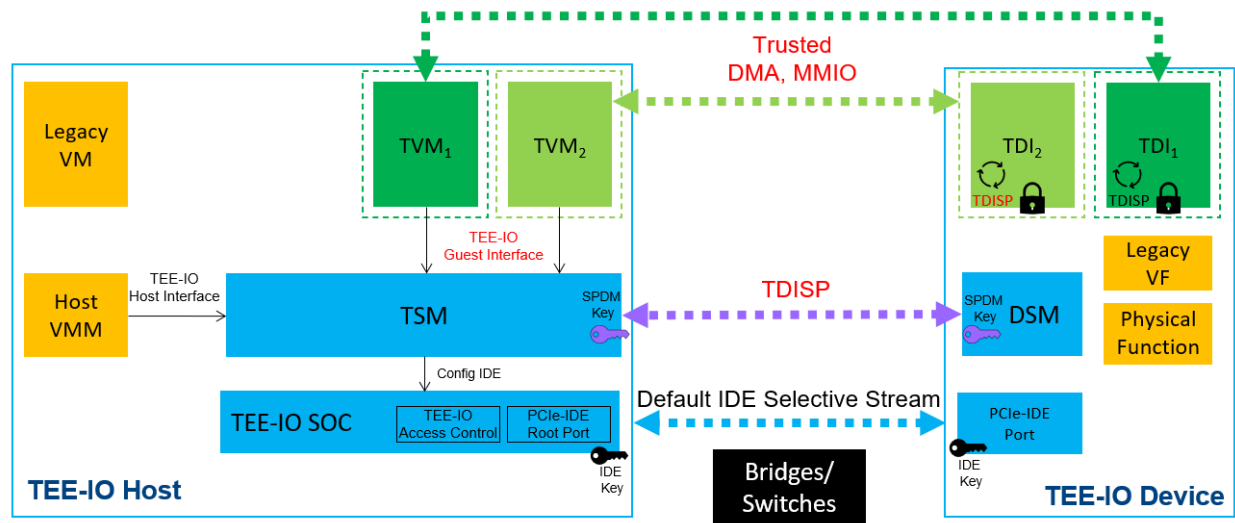 Trusted
DMA, MMIO
Legacy
VM
TVM₁
TVM₂
TDI₂
TDISP
TDI₁
TDISP
TEE-IO
Guest Interface
TEE-IO
Host Interface
Host
VMM
TSM
SPDM
Key
TDISP
SPDM
Key
DSM
Legacy
VF
Physical
Function
Config IDE
TEE-IO SOC
TEE-IO
Access Control
PCIe-IDE
Root Port
IDE
Key
Default IDE Selective Stream
PCIe-IDE
Port
IDE
Key
Bridges/
Switches
TEE-IO Host
TEE-IO Device